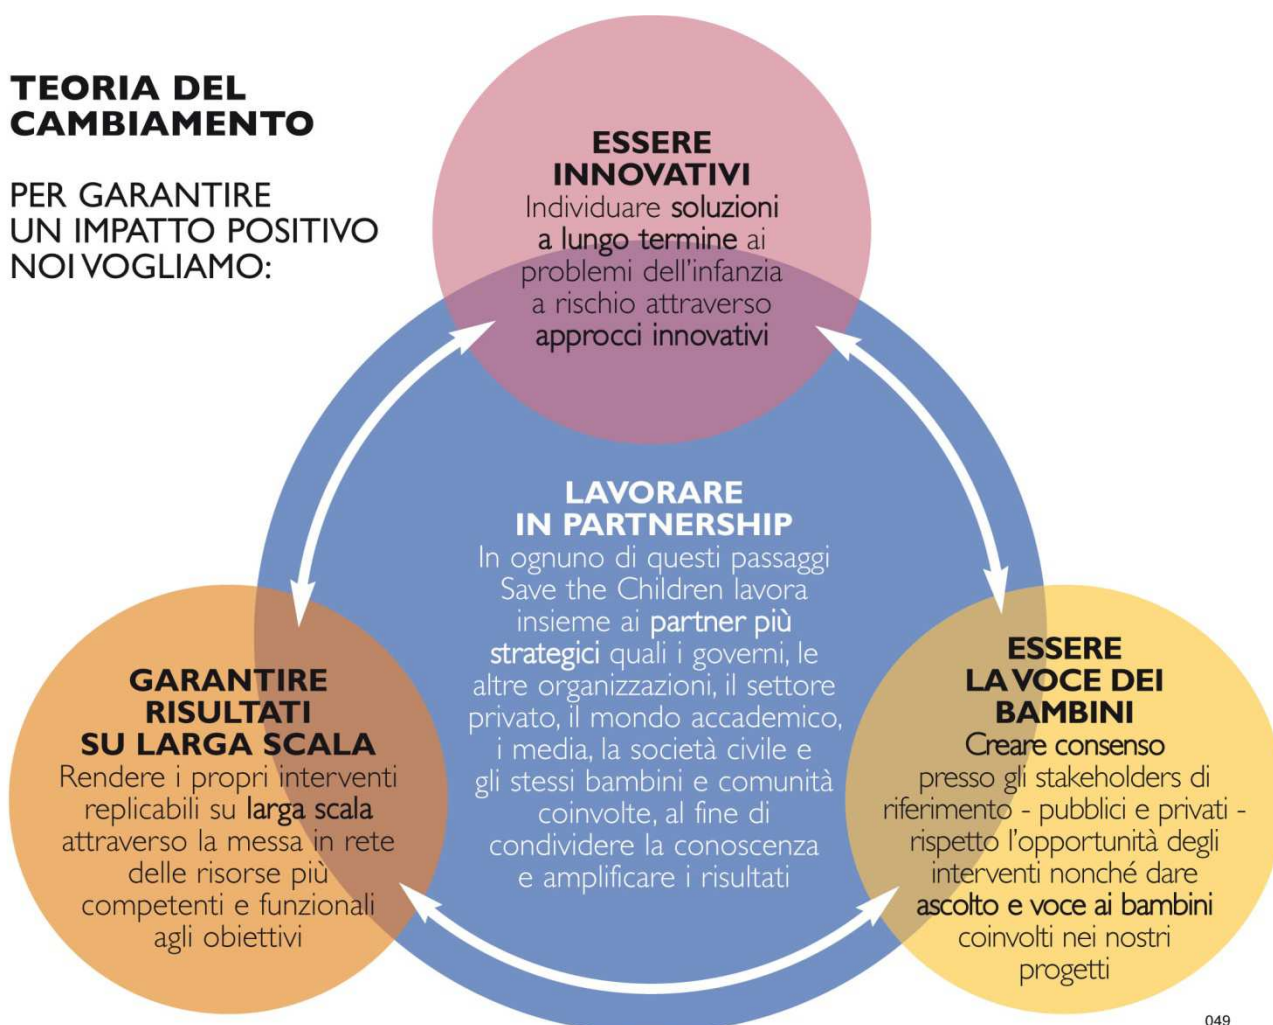 TEORIA DEL
CAMBIAMENTO
PER GARANTIRE
UN IMPATTO POSITIVO
NOI VOGLIAMO:
ESSERE
INNOVATIVI
Individuare soluzioni
a lungo termine ai
problemi dell'infanzia
a rischio attraverso
approcci innovativi
LAVORARE
IN PARTNERSHIP
In ognuno di questi passaggi
Save the Children lavora
insieme ai partner più
strategici quali i governi, le
altre organizzazioni, il settore
privato, il mondo accademico,
i media, la società civile e
gli stessi bambini e comunità
coinvolte, al fine di
condividere la conoscenza
e amplificare i risultati
GARANTIRE
RISULTATI
SU LARGA SCALA
Rendere i propri interventi
replicabili su larga scala
attraverso la messa in rete
delle risorse più
competenti e funzionali
agli obiettivi
ESSERE
LA VOCE DEI
BAMBINI
Creare consenso
presso gli stakeholders di
riferimento - pubblici e privati -
rispetto l'opportunità degli
interventi nonché dare
ascolto e voce ai bambini
coinvolti nei nostri
progetti
049